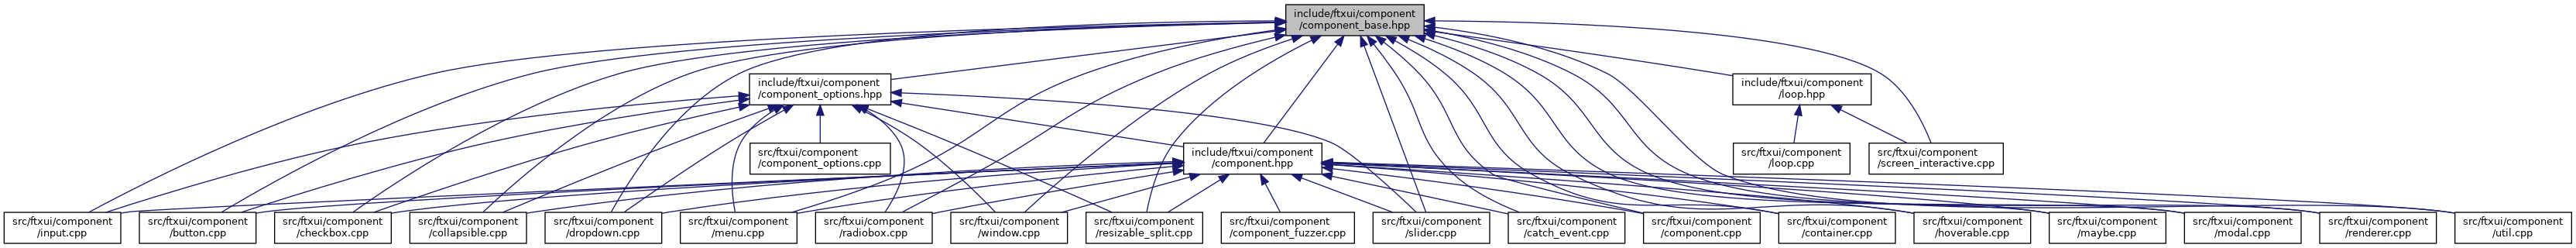 include/ftxui/component
/component_base.hpp
include/ftxui/component
/component_options.hpp
include/ftxui/component
/loop.hpp
src/ftxui/component
/component_options.cpp
include/ftxui/component
/component.hpp
src/ftxui/component
/loop.cpp
src/ftxui/component
/screen_interactive.cpp
src/ftxui/component
/input.cpp
src/ftxui/component
/button.cpp
src/ftxui/component
/checkbox.cpp
src/ftxui/component
/collapsible.cpp
src/ftxui/component
/dropdown.cpp
src/ftxui/component
/menu.cpp
src/ftxui/component
/radiobox.cpp
src/ftxui/component
/window.cpp
src/ftxui/component
/resizable_split.cpp
src/ftxui/component
/component_fuzzer.cpp
src/ftxui/component
/slider.cpp
src/ftxui/component
/catch_event.cpp
src/ftxui/component
/component.cpp
src/ftxui/component
/container.cpp
src/ftxui/component
/hoverable.cpp
src/ftxui/component
/maybe.cpp
src/ftxui/component
/modal.cpp
src/ftxui/component
/renderer.cpp
src/ftxui/component
/util.cpp